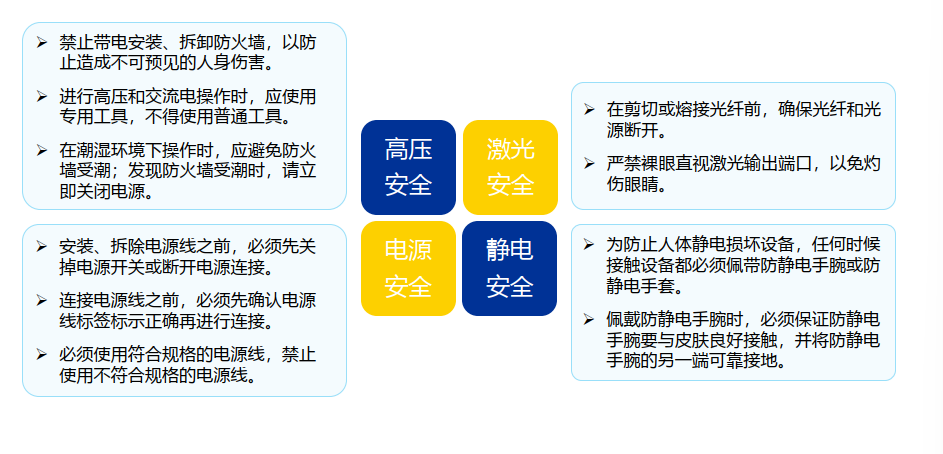 ➢ 禁止带电安装、拆卸防火墙，以防
止造成不可预见的人身伤害。
➢ 进行高压和交流电操作时，应使用
专用工具，不得使用普通工具。
➢ 在潮湿环境下操作时，应避免防火
墙受潮；发现防火墙受潮时，请立
即关闭电源。
高压
安全
激光
安全
➢ 在剪切或熔接光纤前，确保光纤和光
源断开。
➢ 严禁裸眼直视激光输出端口，以免灼
伤眼睛。
➢ 安装、拆除电源线之前，必须先关
掉电源开关或断开电源连接。
➢ 连接电源线之前，必须先确认电源
线标签标示正确再进行连接。
➢ 必须使用符合规格的电源线，禁止
使用不符合规格的电源线。
电源
安全
静电
安全
➢ 为防止人体静电损坏设备，任何时候
接触设备都必须佩带防静电手腕或防
静电手套。
➢ 佩戴防静电手腕时，必须保证防静电
手腕要与皮肤良好接触，并将防静电
手腕的另一端可靠接地。